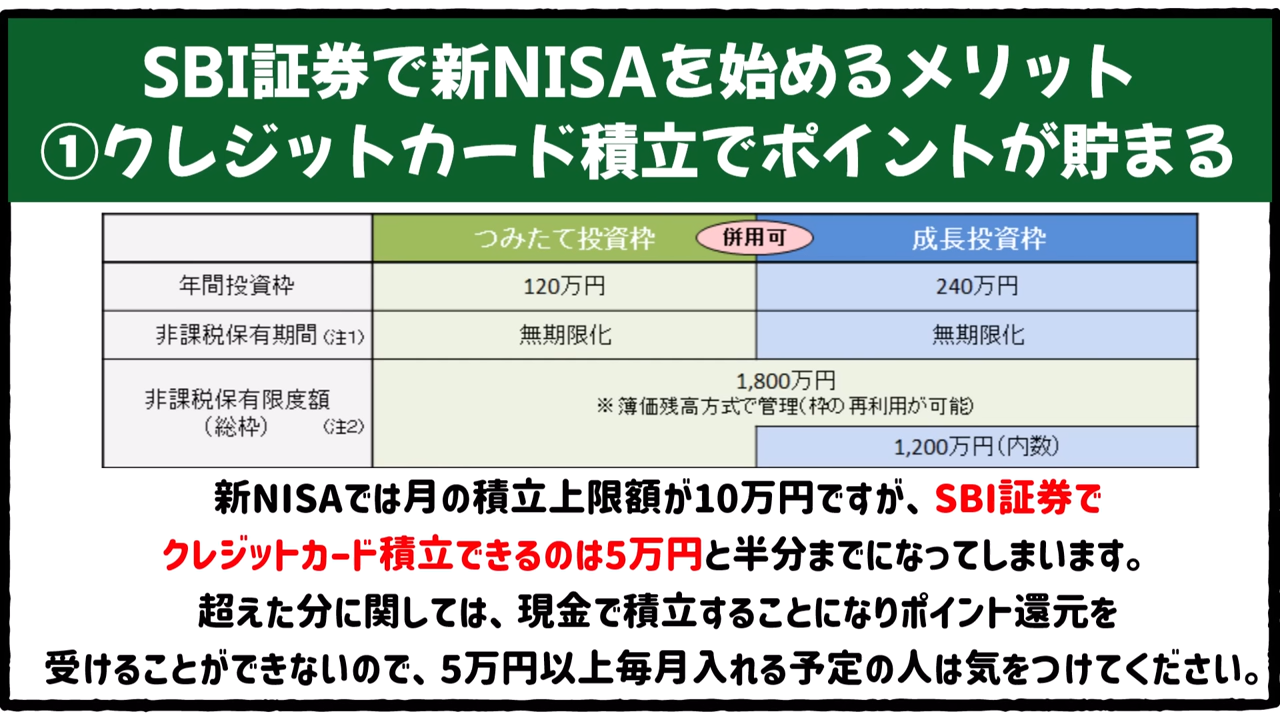 SBI証券で新NISAを始めるメリット
①クレジットカード積立でポイントが貯まる
つみたて投資枠 併用可 成長投資枠
年間投資枠 120万円 240万円
非課税保有期間（注1） 無期限化 無期限化
非課税保有限度額
（総枠） （注2）
1,800万円
※簿価残高方式で管理（枠の再利用が可能）
1,200万円（内数）
新NISAでは月の積立上限額が10万円ですが、SBI証券で
クレジットカード積立できるのは5万円と半分までになってしまいます。
超えた分に関しては、現金で積立することになりポイント還元を
受けることができないので、5万円以上毎月入れる予定の人は気をつけてください。